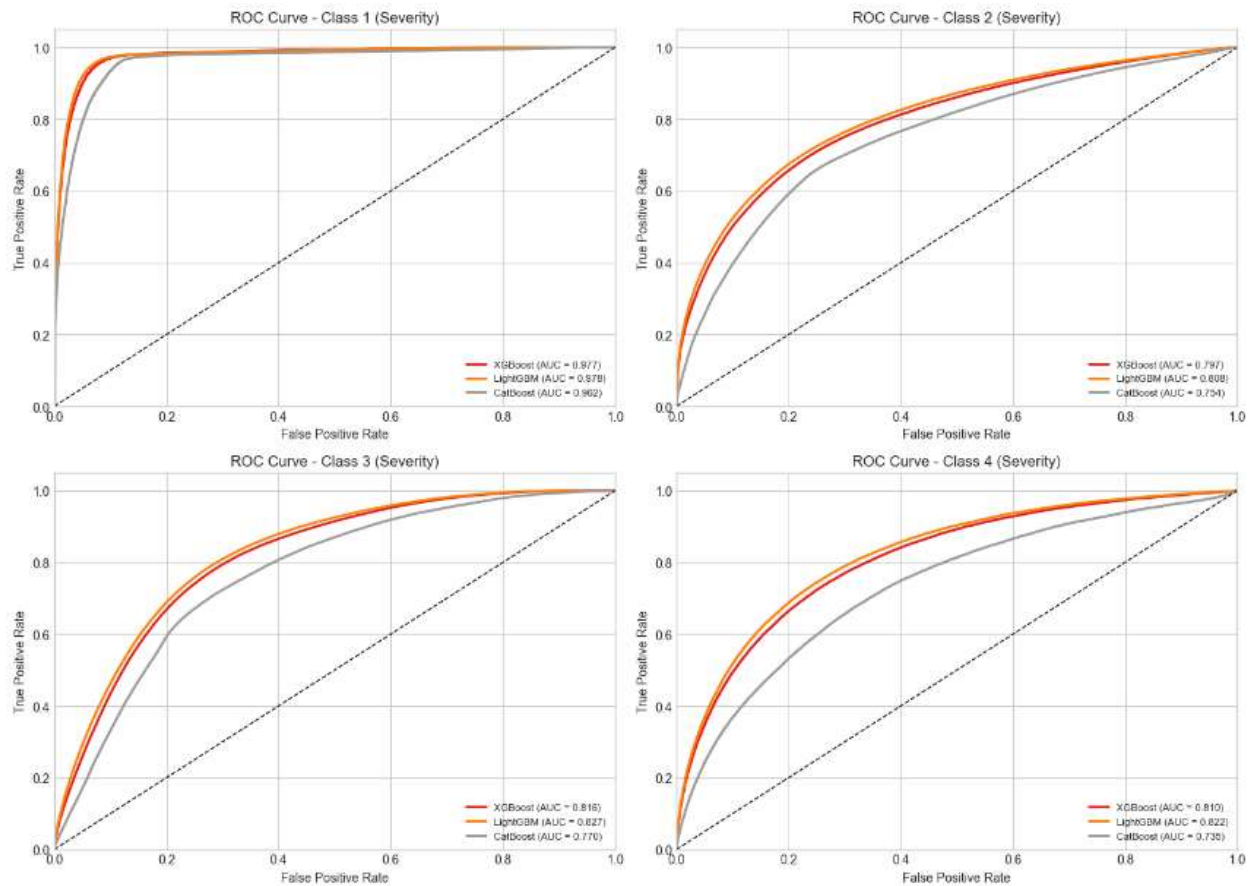 ROC Curve - Class 1 (Severity)
True Positive Rate
1.0
0.8
0.6
0.4
0.2
0.0
XGBoost (AUC = 0.977)
LightGBM (AUC = 0.978)
CatBoost (AUC = 0.962)
0.0 0.2 0.4 0.6 0.8 1.0
False Positive Rate
ROC Curve - Class 2 (Severity)
True Positive Rate
1.0
0.8
0.6
0.4
0.2
0.0
XGBoost (AUC = 0.797)
LightGBM (AUC = 0.808)
CatBoost (AUC = 0.754)
0.0 0.2 0.4 0.6 0.8 1.0
False Positive Rate
ROC Curve - Class 3 (Severity)
True Positive Rate
1.0
0.8
0.6
0.4
0.2
0.0
XGBoost (AUC = 0.816)
LightGBM (AUC = 0.827)
CatBoost (AUC = 0.770)
0.0 0.2 0.4 0.6 0.8 1.0
False Positive Rate
ROC Curve - Class 4 (Severity)
True Positive Rate
1.0
0.8
0.6
0.4
0.2
0.0
XGBoost (AUC = 0.810)
LightGBM (AUC = 0.822)
CatBoost (AUC = 0.735)
0.0 0.2 0.4 0.6 0.8 1.0
False Positive Rate